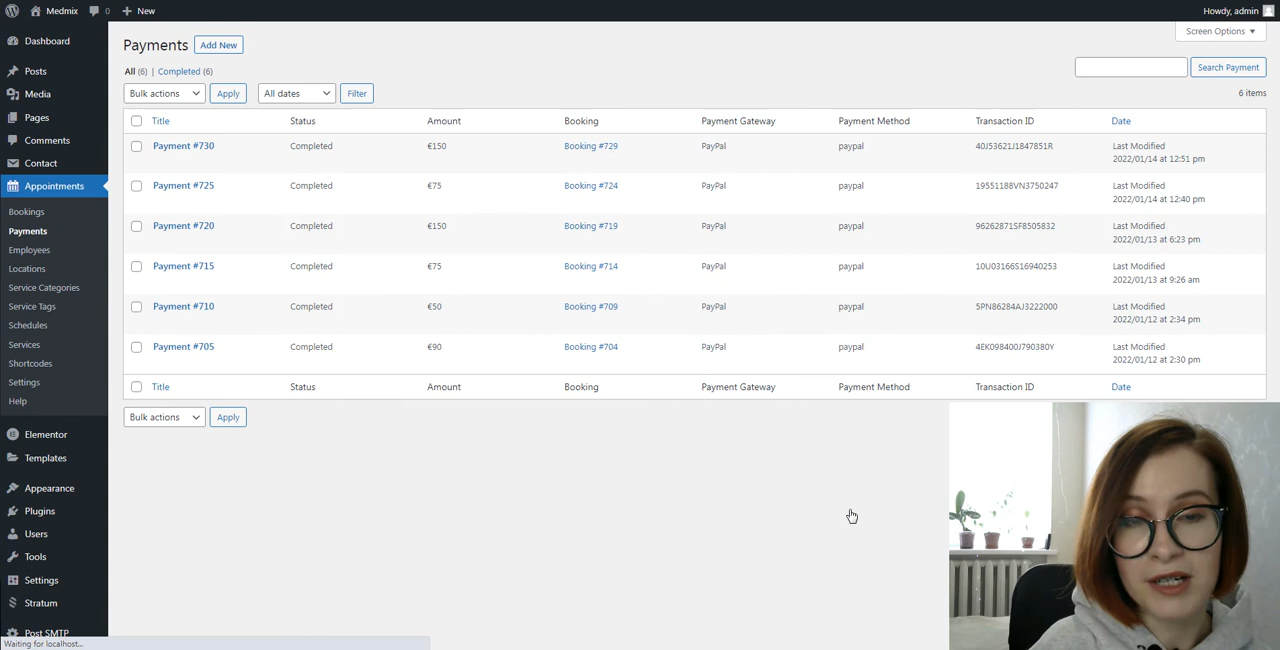 Medmix 0 New Howdy, admin
Screen Options
Dashboard
Posts
Media
Pages
Comments
Contact
Appointments
Bookings
Payments
Employees
Locations
Service Categories
Service Tags
Schedules
Services
Shortcodes
Settings
Help
Elementor
Templates
Appearance
Plugins
Users
Tools
Settings
Stratum
Post SMTP
Waiting for localhost...
Payments Add New
All (6) | Completed (6)
Search Payment
Bulk actions Apply All dates Filter 6 items
Title Status Amount Booking Payment Gateway Payment Method Transaction ID Date
Payment #730 Completed €150 Booking #729 PayPal paypal 40J53621J1847851R Last Modified
2022/01/14 at 12:51 pm
Payment #725 Completed €75 Booking #724 PayPal paypal 19551188VN3750247 Last Modified
2022/01/14 at 12:40 pm
Payment #720 Completed €150 Booking #719 PayPal paypal 96262871SF8505832 Last Modified
2022/01/13 at 6:23 pm
Payment #715 Completed €75 Booking #714 PayPal paypal 10U03166S16940253 Last Modified
2022/01/13 at 9:26 am
Payment #710 Completed €50 Booking #709 PayPal paypal 5PN86284AJ3222000 Last Modified
2022/01/12 at 2:34 pm
Payment #705 Completed €90 Booking #704 PayPal paypal 4EK098400J790380Y Last Modified
2022/01/12 at 2:30 pm
Title Status Amount Booking Payment Gateway Payment Method Transaction ID Date
Bulk actions Apply